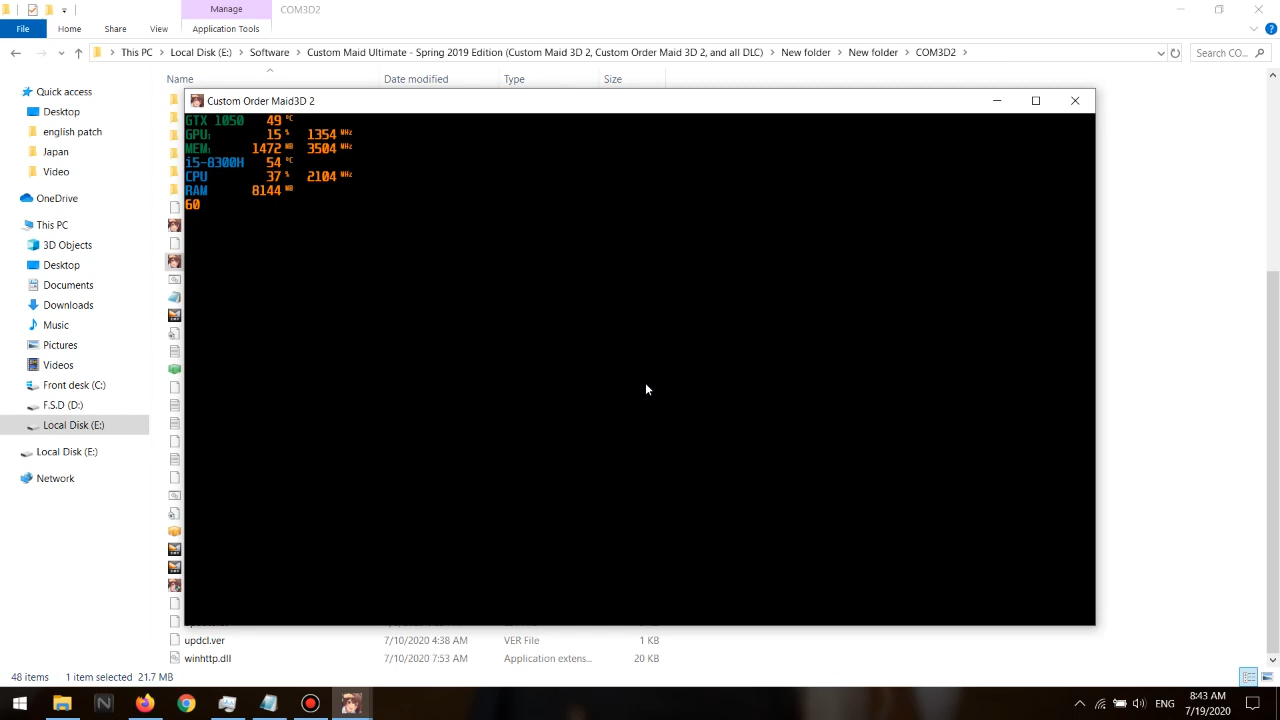 Manage
COM3D2
File
Home
Share
View
Application Tools
This PC
Local Disk (E:)
Software
Custom Maid Ultimate - Spring 2019 Edition (Custom Maid 3D 2, Custom Order Maid 3D 2, and all DLC)
New folder
New folder
COM3D2
Search CO...
Name
Date modified
Type
Size
Quick access
Desktop
english patch
Japan
Video
OneDrive
This PC
3D Objects
Desktop
Documents
Downloads
Music
Pictures
Videos
Front desk (C:)
F.S.D (D:)
Local Disk (E:)
Local Disk (E:)
Network
Custom Order Maid3D 2
GTX 1050 49 °C
GPU: 15 % 1354 MHz
MEM: 1472 MB 3504 MHz
i5-8300H 54 °C
CPU 37 % 2104 MHz
RAM 8144 MB
60
updcl.ver 7/10/2020 4:38 AM VER File 1 KB
winhttp.dll 7/10/2020 7:53 AM Application extens... 20 KB
48 items 1 item selected 21.7 MB
ENG
8:43 AM
7/19/2020